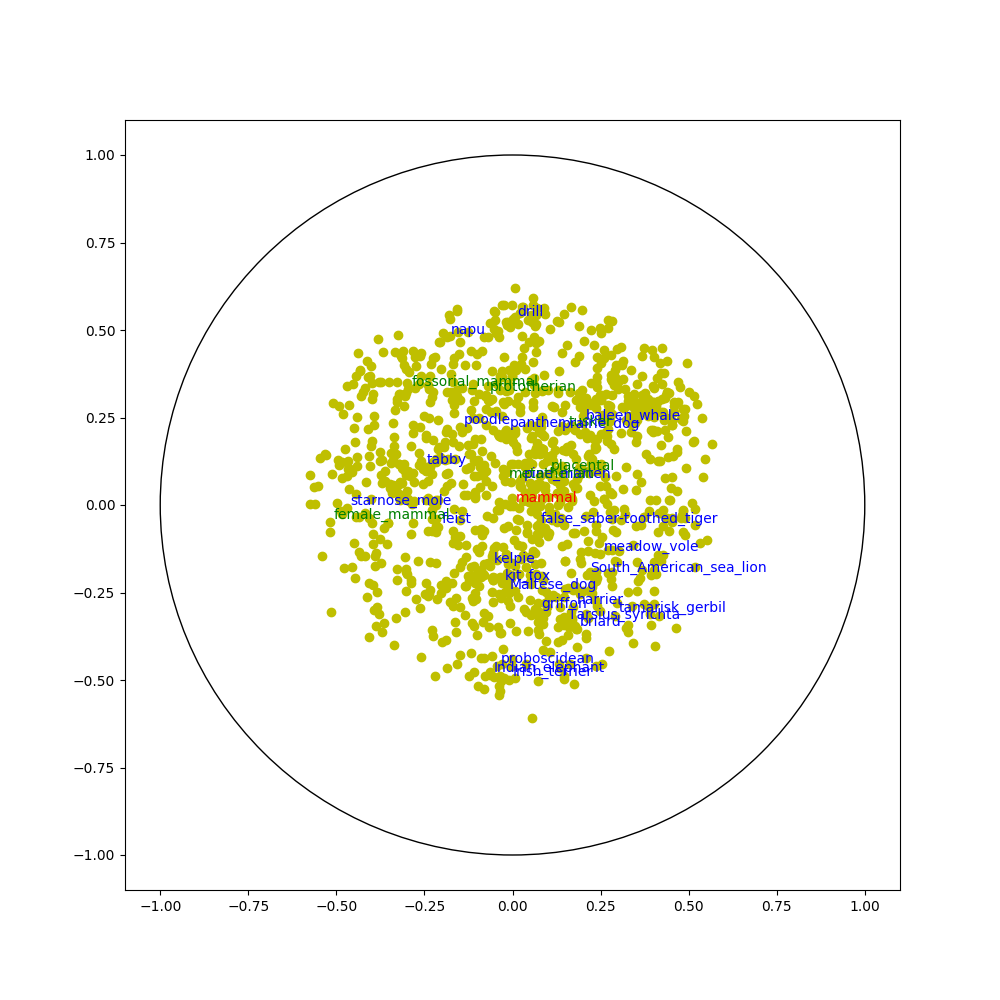 1.00
0.75
0.50
0.25
0.00
−0.25
−0.50
−0.75
−1.00
drill
napu
fossorial_mammal
prototherian
baleen_whale
poodle
panther
prairie_dog
tabby
placental
pine_marten
mammal
starnose_mole
female_mammal
feist
false_saber-toothed_tiger
meadow_vole
kelpie
South_American_sea_lion
kit_fox
Maltese_dog
harrier
griffon
tamarisk_gerbil
Tarsius_syrichta
briard
proboscidean
Indian_elephant
Irish_terrier
−1.00 −0.75 −0.50 −0.25 0.00 0.25 0.50 0.75 1.00